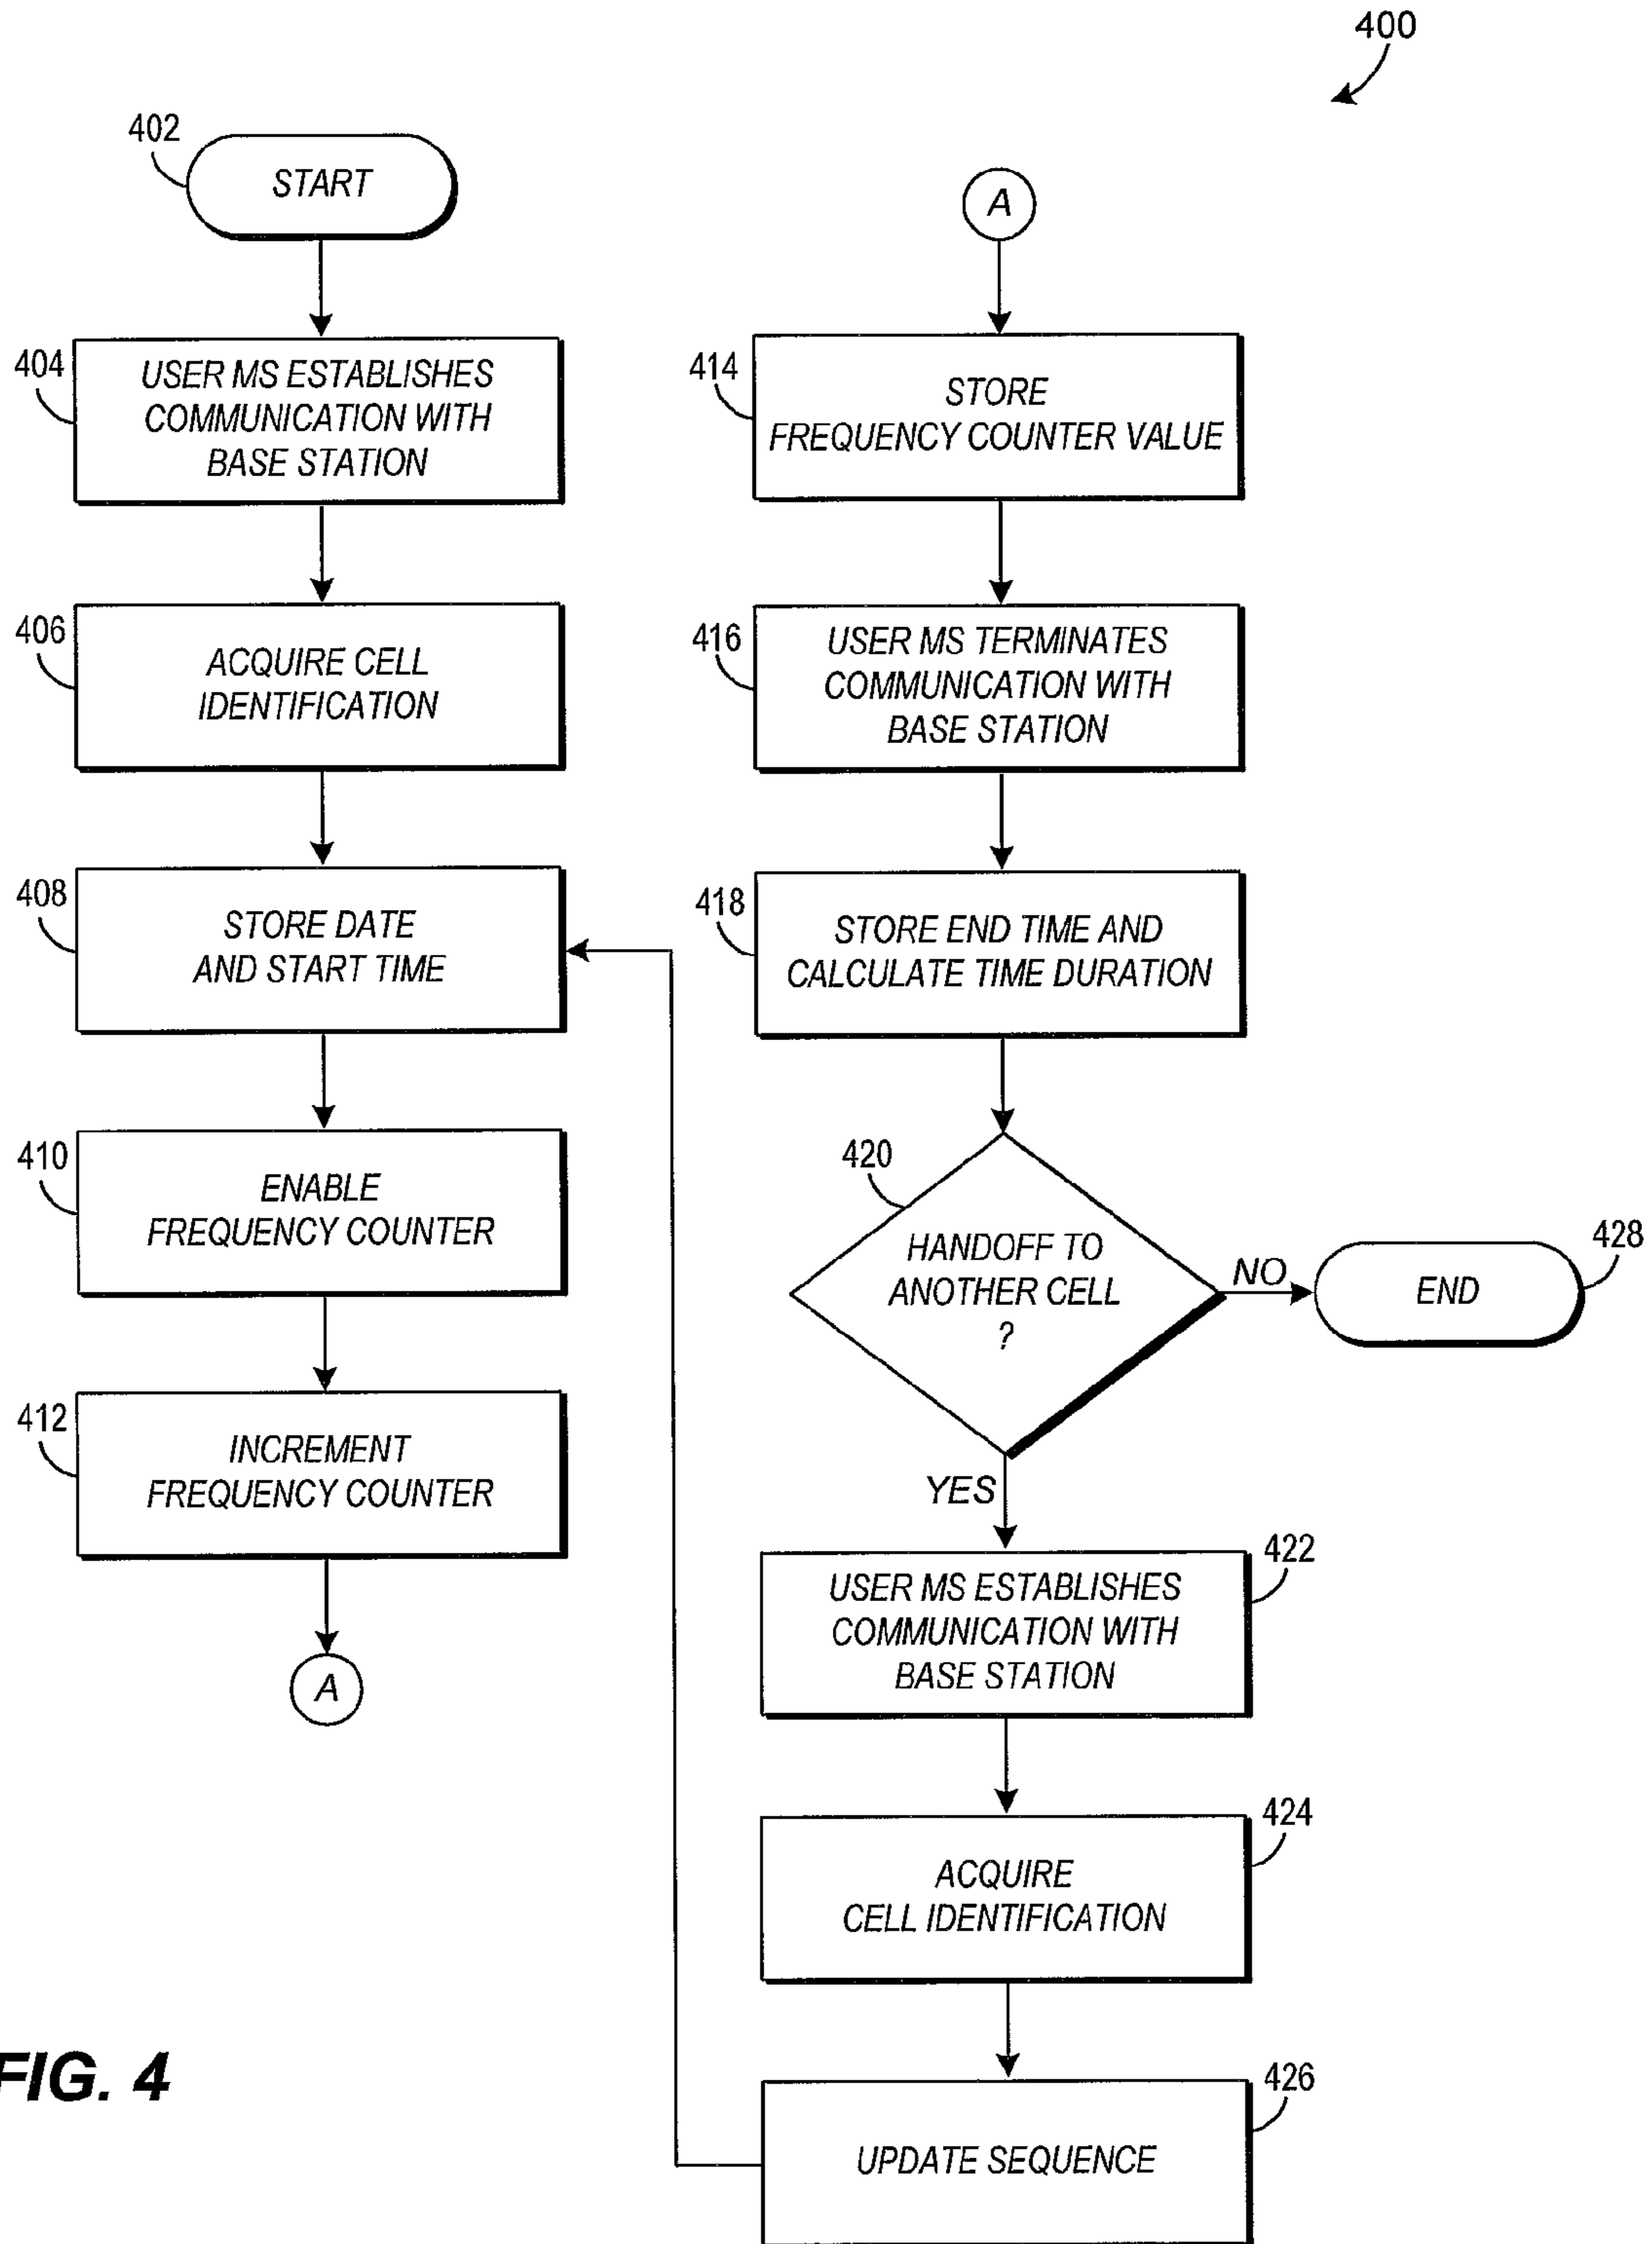 400
402
START
404
USER MS ESTABLISHES
COMMUNICATION WITH
BASE STATION
406
ACQUIRE CELL
IDENTIFICATION
408
STORE DATE
AND START TIME
410
ENABLE
FREQUENCY COUNTER
412
INCREMENT
FREQUENCY COUNTER
A
A
414
STORE
FREQUENCY COUNTER VALUE
416
USER MS TERMINATES
COMMUNICATION WITH
BASE STATION
418
STORE END TIME AND
CALCULATE TIME DURATION
420
HANDOFF TO
ANOTHER CELL
?
NO
428
END
YES
422
USER MS ESTABLISHES
COMMUNICATION WITH
BASE STATION
424
ACQUIRE
CELL IDENTIFICATION
426
UPDATE SEQUENCE
FIG. 4